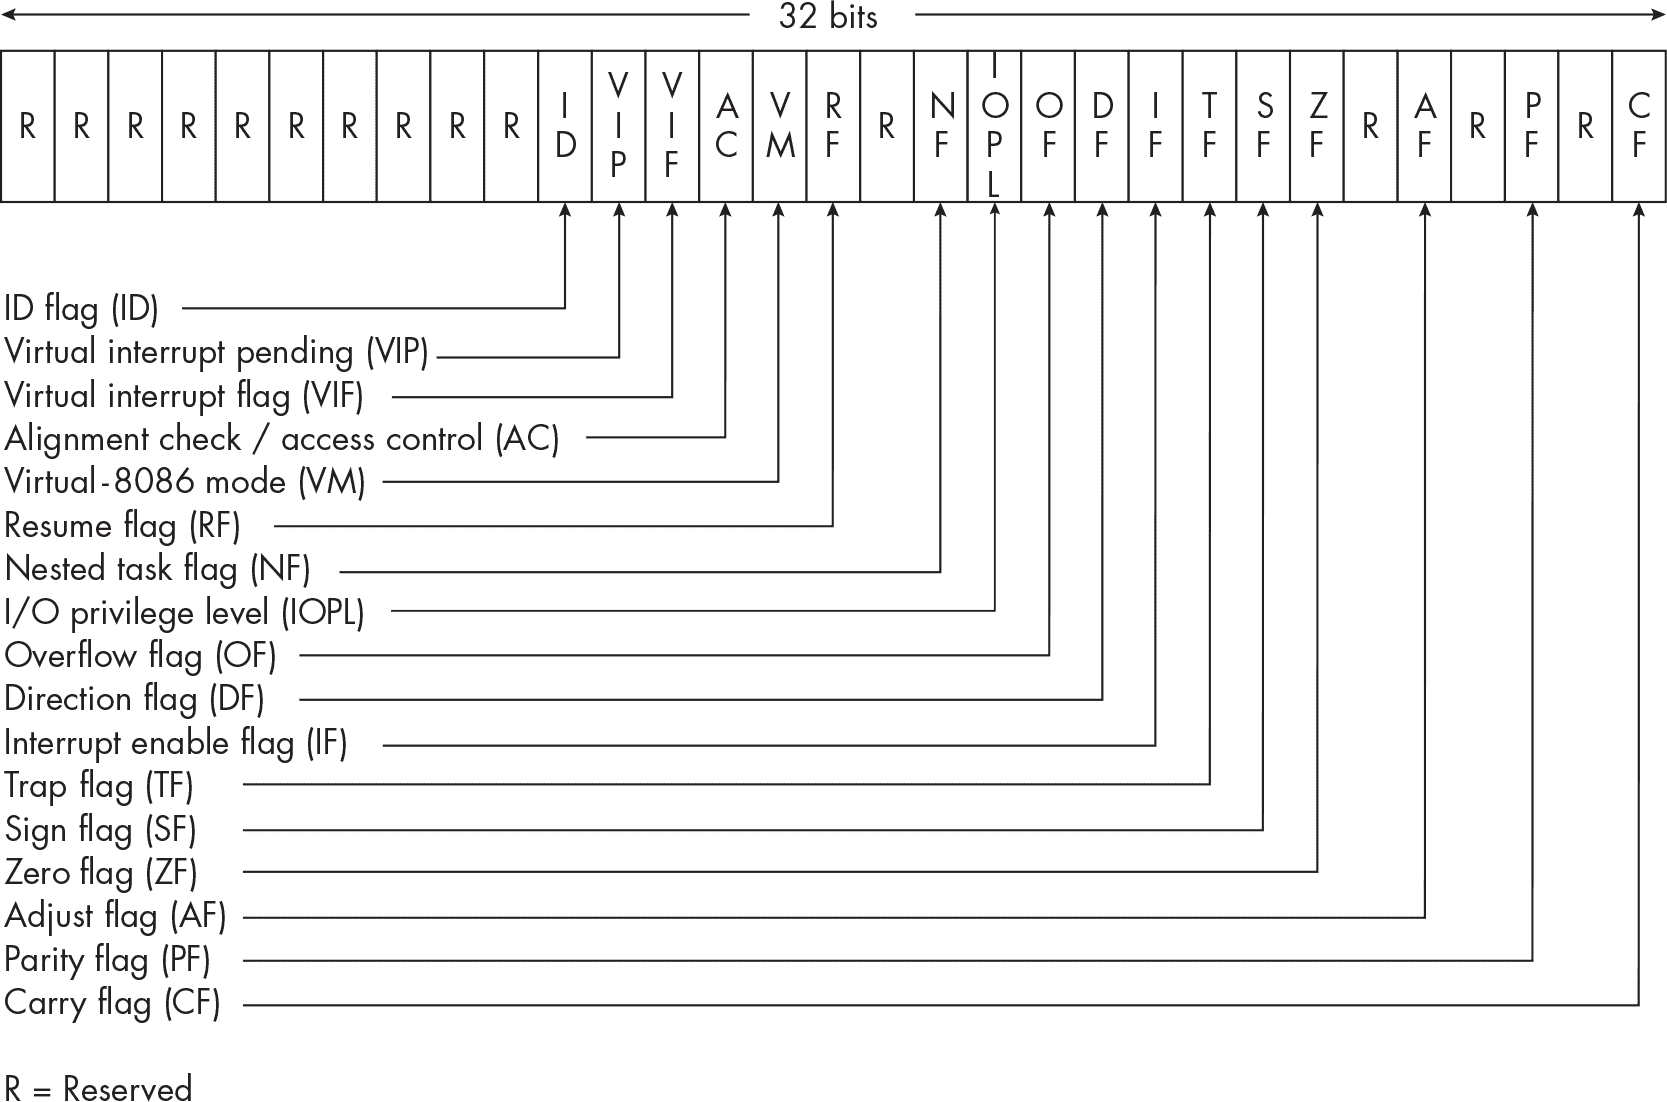 32 bits
R R R R R R R R R R ID VIP VIF AC VM RF R NF IOPL OF DF IF TF SF ZF R AF R PF R CF
ID flag (ID)
Virtual interrupt pending (VIP)
Virtual interrupt flag (VIF)
Alignment check / access control (AC)
Virtual-8086 mode (VM)
Resume flag (RF)
Nested task flag (NF)
I/O privilege level (IOPL)
Overflow flag (OF)
Direction flag (DF)
Interrupt enable flag (IF)
Trap flag (TF)
Sign flag (SF)
Zero flag (ZF)
Adjust flag (AF)
Parity flag (PF)
Carry flag (CF)
R = Reserved